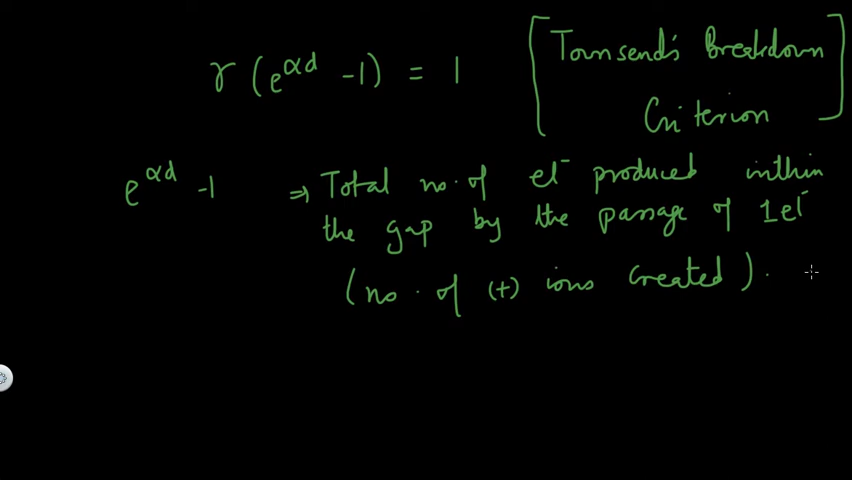 γ (e^{αd} -1) = 1 [Townsend's Breakdown
Criterion]
e^{αd} -1 ⇒ Total no. of el⁻ produced within
the gap by the passage of 1 el⁻
(no. of (+) ions created).